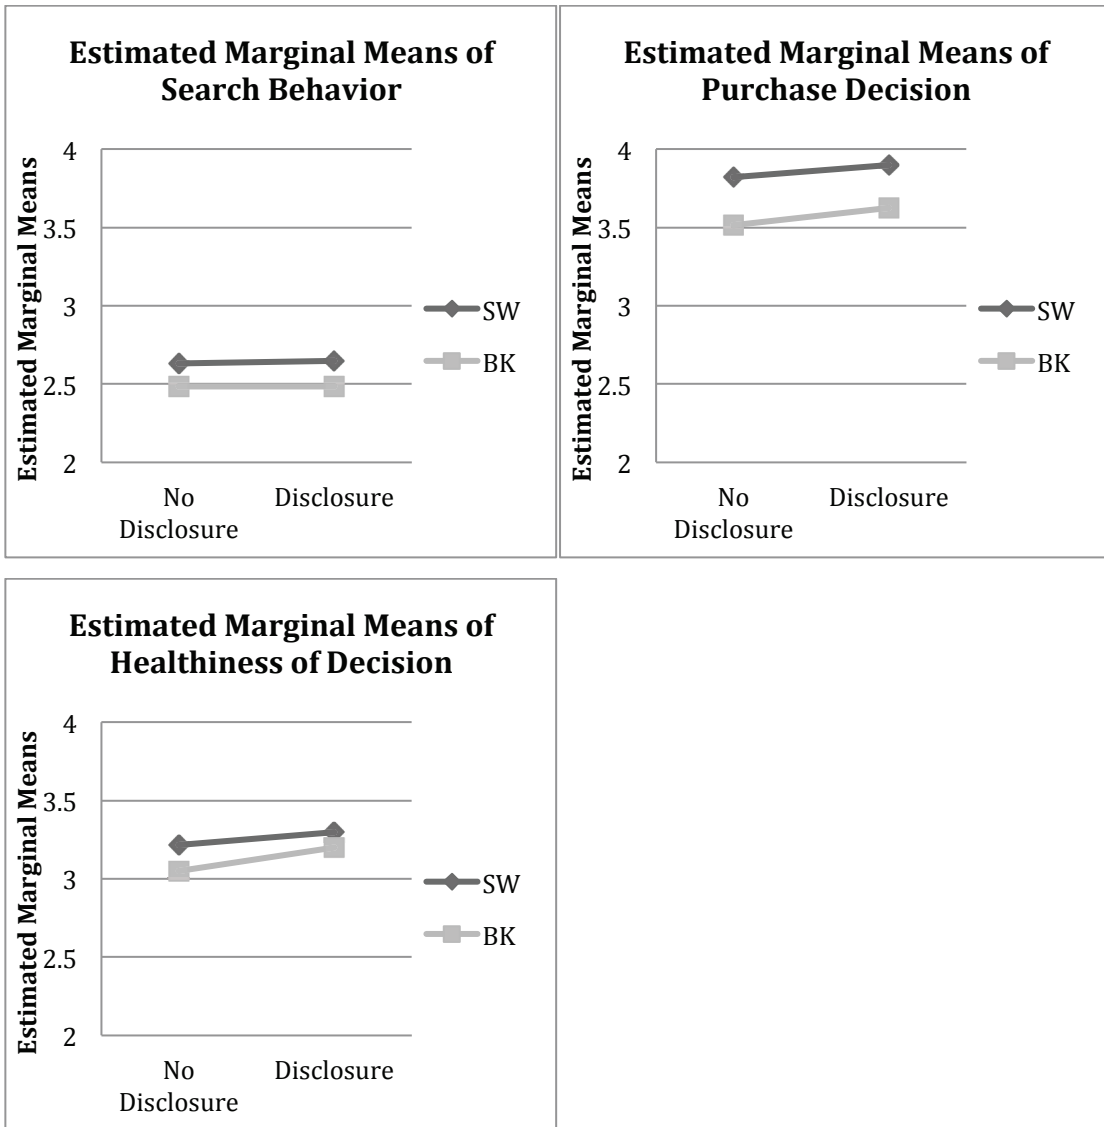 Estimated Marginal Means of
Search Behavior
Estimated Marginal Means
4
3.5
3
2.5
2
No
Disclosure
Disclosure
SW
BK
Estimated Marginal Means of
Purchase Decision
Estimated Marginal Means
4
3.5
3
2.5
2
No
Disclosure
Disclosure
SW
BK
Estimated Marginal Means of
Healthiness of Decision
Estimated Marginal Means
4
3.5
3
2.5
2
No
Disclosure
Disclosure
SW
BK